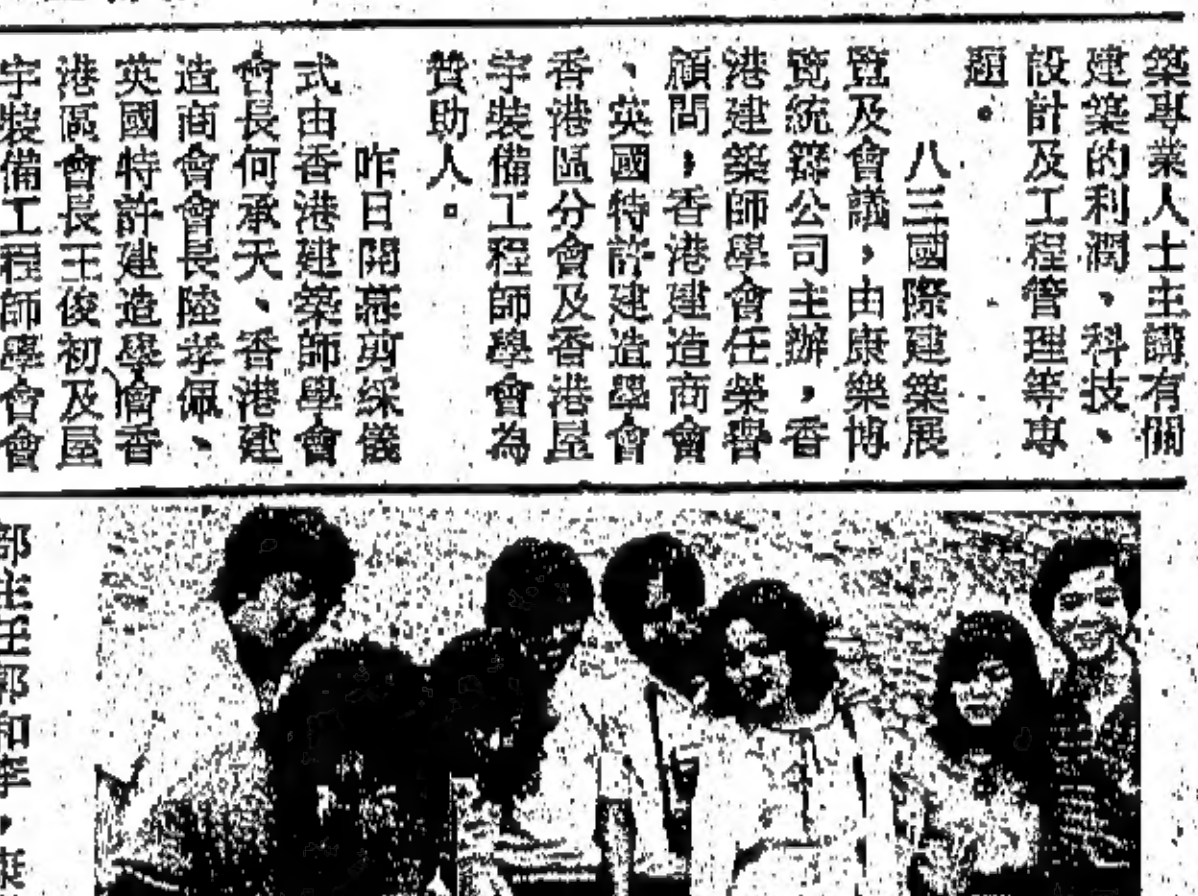 築專業人士主講有關
建築的利潤、科技、
設計及工程管理等專
題。
八三國際建築展
覽及會議，由康樂博
覽統籌公司主辦，香
港建築師學會任榮譽
顧問，香港建造商會
、英國特許建造學會
香港區分會及香港屋
宇裝備工程師學會為
贊助人。
昨日開幕剪綵儀
式由香港建築師學會
會長何承天、香港建
造商會會長陸孝佩、
英國特許建造學會香
港區會長王俊初及屋
宇裝備工程師學會會
部主任郭和李，